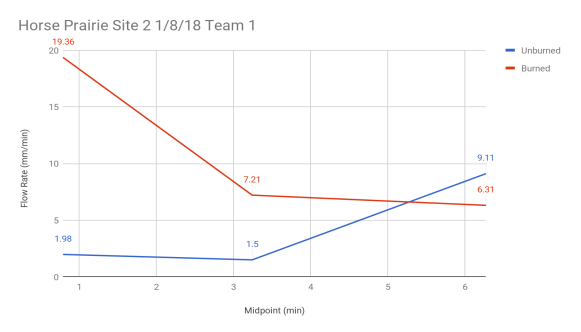 Horse Prairie Site 2 1/8/18 Team 1
Unburned
Burned
Flow Rate (mm/min)
20
15
10
5
0
19.36
7.21
6.31
1.98
1.5
9.11
1 2 3 4 5 6
Midpoint (min)